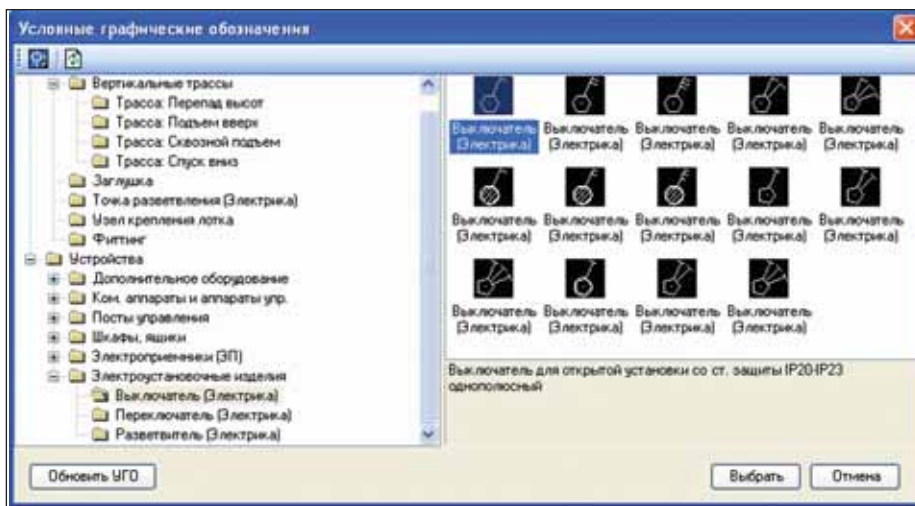 Условные графические обозначения
Вертикальные трассы
Трасса: Перепад высот
Трасса: Подъем вверх
Трасса: Сквозной подъем
Трасса: Спуск вниз
Заглушка
Точка разветвления (Электрика)
Узел крепления лотка
Фиттинг
Устройства
Дополнительное оборудование
Ком. аппараты и аппараты упр.
Посты управления
Шкафы, ящики
Электроприемники (ЭП)
Электроустановочные изделия
Выключатель (Электрика)
Переключатель (Электрика)
Разветвитель (Электрика)
Выключатель Выключатель Выключатель Выключатель Выключатель
(Электрика) (Электрика) (Электрика) (Электрика) (Электрика)
Выключатель Выключатель Выключатель Выключатель Выключатель
(Электрика) (Электрика) (Электрика) (Электрика) (Электрика)
Выключатель Выключатель Выключатель Выключатель
(Электрика) (Электрика) (Электрика) (Электрика)
Выключатель для открытой установки со ст. защиты IP20-IP23
однополюсный
Обновить УГО
Выбрать
Отмена